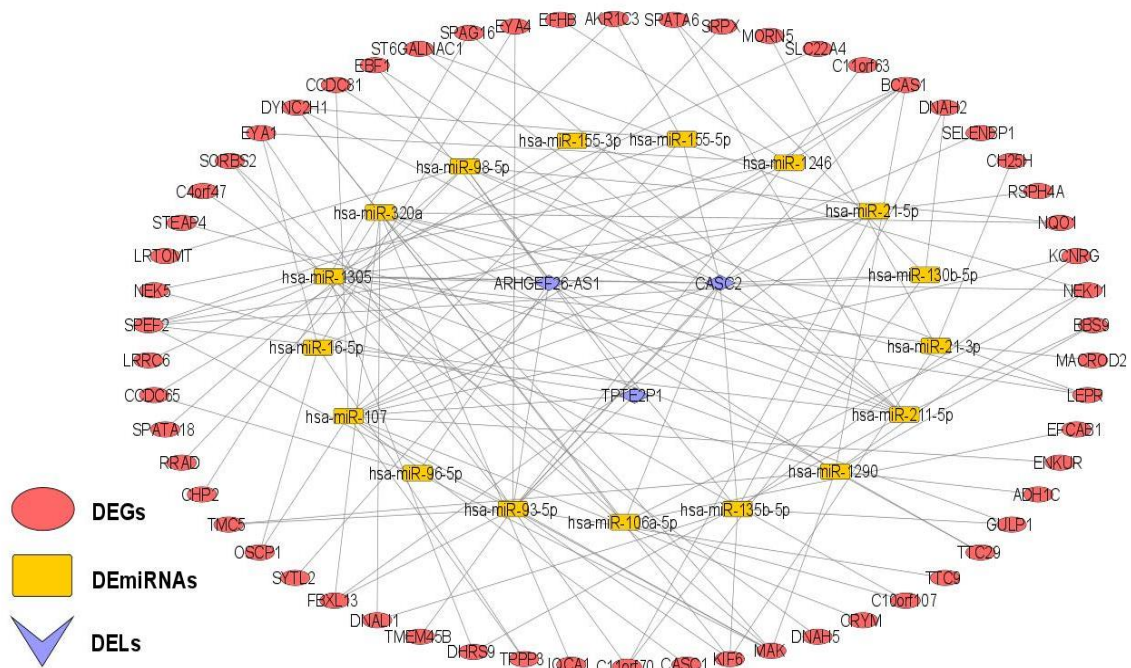 SPATA6
AKR1C3
EFHB
SRPX
EYA4
SPAG16
MORN5
ST6GALNAC1
SLC22A4
EBF1
C11orf63
CCDC81
BCAS1
DYNC2H1
DNAH2
EYA1
SELENBP1
hsa-miR-155-3p
hsa-miR-155-5p
SORBS2
hsa-miR-98-5p
hsa-miR-1246
CH25H
C4orf47
RSPH4A
hsa-miR-320a
hsa-miR-21-5p
STEAP4
NQO1
LRTOMT
KCNRG
hsa-miR-1305
hsa-miR-130b-5p
ARHGEF26-AS1
CASC2
NEK5
NEK11
SPEF2
BBS9
hsa-miR-16-5p
hsa-miR-21-3p
LRRC6
MACROD2
CCDC65
TPTE2P1
LEPR
hsa-miR-107
hsa-miR-211-5p
SPATA18
EFCAB1
RRAD
ENKUR
hsa-miR-96-5p
hsa-miR-1290
CHP2
ADH1C
DEGs
hsa-miR-93-5p
hsa-miR-106a-5p
hsa-miR-135b-5p
TMC5
GULP1
OSCP1
TTC29
DEmiRNAs
SYTL2
TTC9
FBXL13
C10orf107
DNALI1
CRYM
TMEM45B
DNAH5
DELs
DHRS9
MAK
TPPP3
KIF6
IQCA1
CASC1
C11orf70